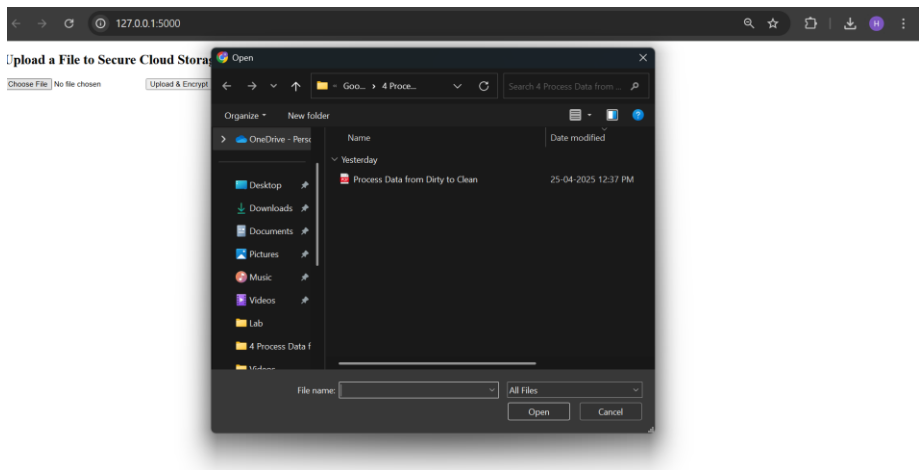 127.0.0.1:5000
H
Upload a File to Secure Cloud Stora
Choose File No file chosen Upload & Encrypt
Open
Goo... › 4 Proce...
Search 4 Process Data from ...
Organize
New folder
OneDrive - Perso
Name
Date modified
Yesterday
Process Data from Dirty to Clean
25-04-2025 12:37 PM
Desktop
Downloads
Documents
Pictures
Music
Videos
Lab
4 Process Data f
Videos
File name:
All Files
Open
Cancel